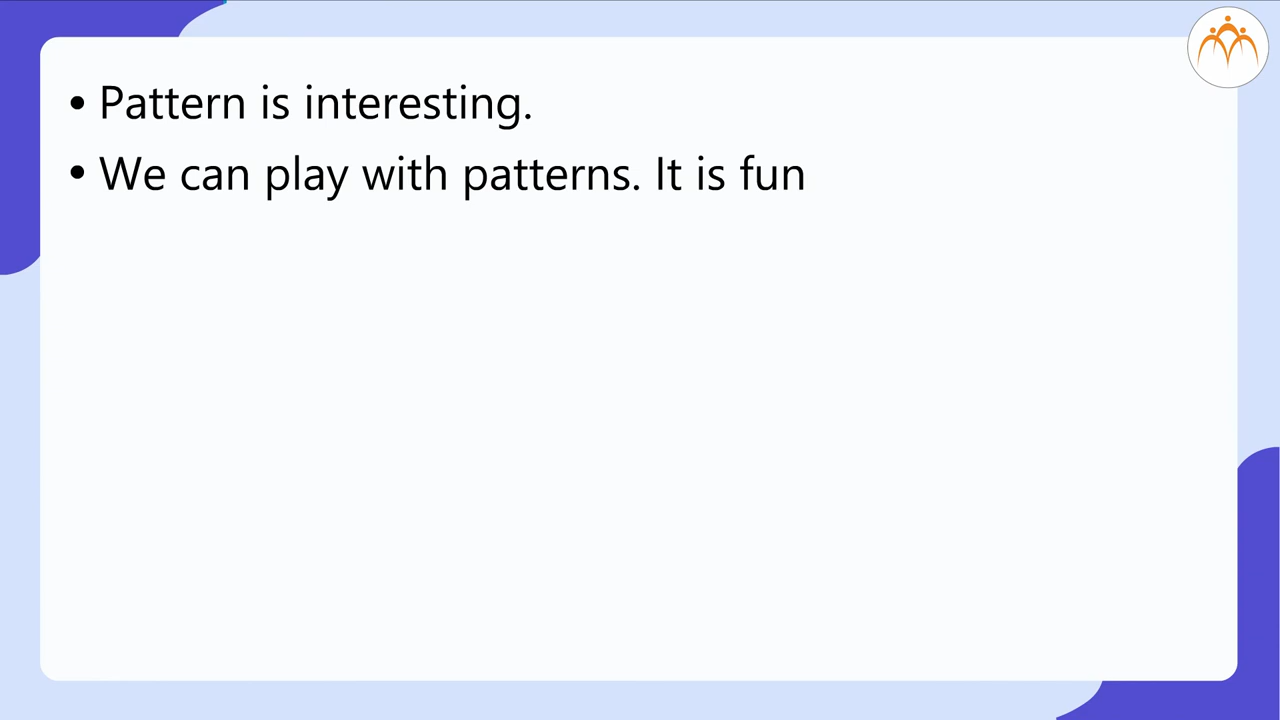 • Pattern is interesting.
• We can play with patterns. It is fun